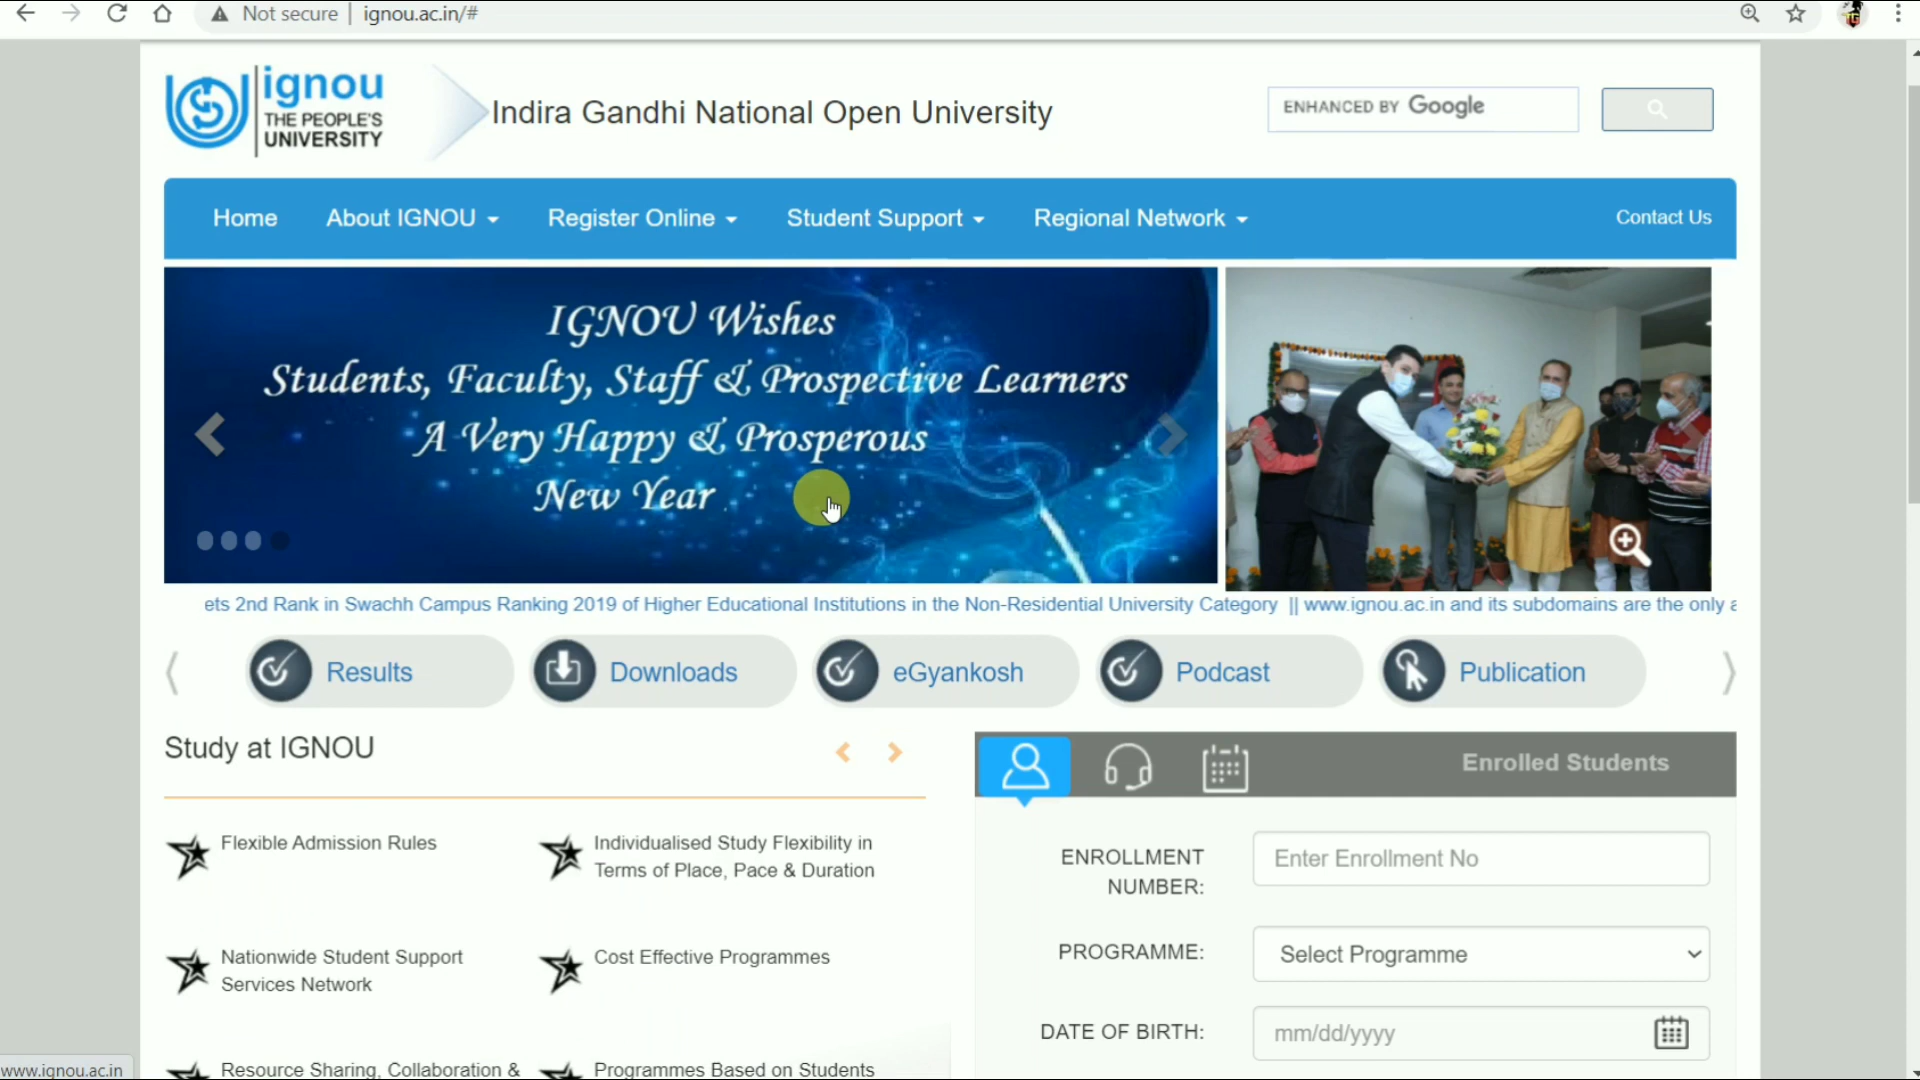 Not secure | ignou.ac.in/#
ignou
THE PEOPLE'S
UNIVERSITY
Indira Gandhi National Open University
ENHANCED BY Google
Home
About IGNOU
Register Online
Student Support
Regional Network
Contact Us
IGNOU Wishes
Students, Faculty, Staff & Prospective Learners
A Very Happy & Prosperous
New Year
ets 2nd Rank in Swachh Campus Ranking 2019 of Higher Educational Institutions in the Non-Residential University Category || www.ignou.ac.in and its subdomains are the only
Results
Downloads
eGyankosh
Podcast
Publication
Study at IGNOU
Flexible Admission Rules
Individualised Study Flexibility in
Terms of Place, Pace & Duration
Nationwide Student Support
Services Network
Cost Effective Programmes
Resource Sharing, Collaboration &
Programmes Based on Students
Enrolled Students
ENROLLMENT
NUMBER:
Enter Enrollment No
PROGRAMME:
Select Programme
DATE OF BIRTH:
mm/dd/yyyy
www.ignou.ac.in